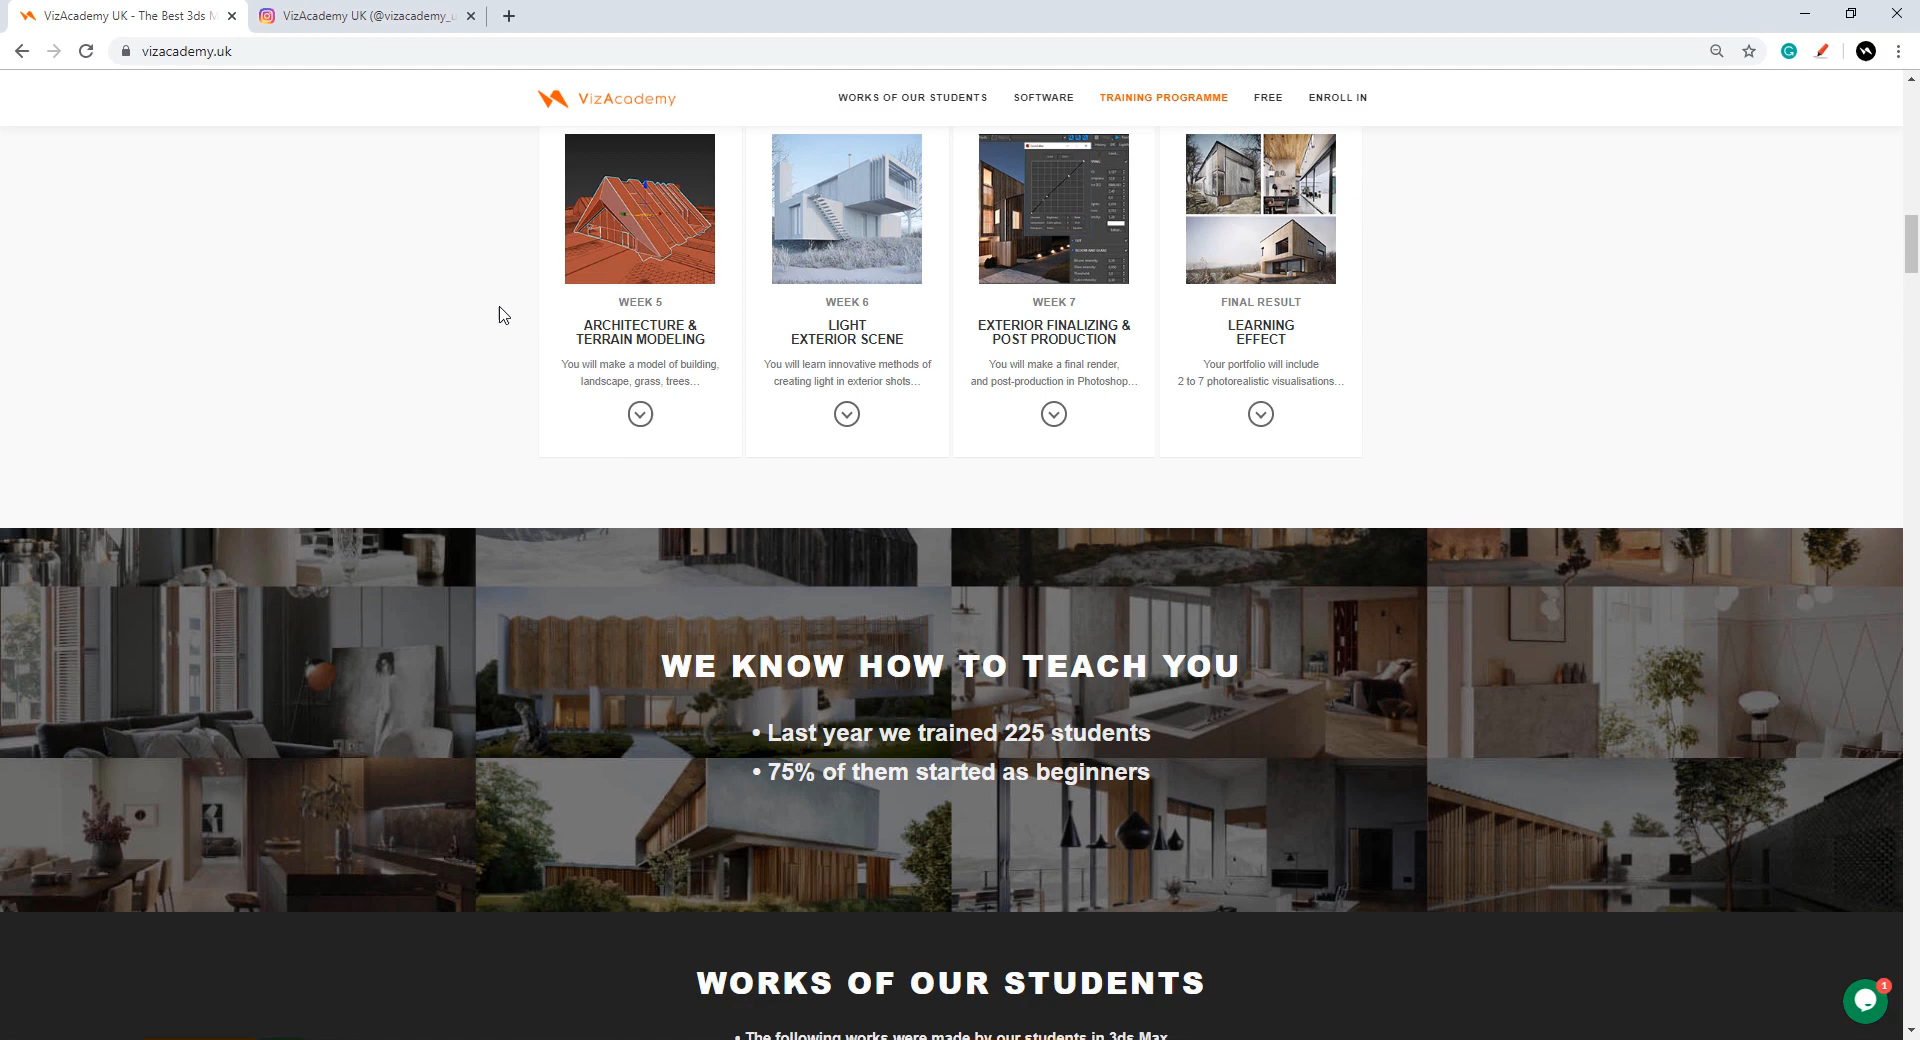 VizAcademy UK - The Best 3ds M
VizAcademy UK (@vizacademy_u
vizacademy.uk
VizAcademy
WORKS OF OUR STUDENTS
SOFTWARE
TRAINING PROGRAMME
FREE
ENROLL IN
WEEK 5
ARCHITECTURE &
TERRAIN MODELING
You will make a model of building,
landscape, grass, trees...
WEEK 6
LIGHT
EXTERIOR SCENE
You will learn innovative methods of
creating light in exterior shots...
WEEK 7
EXTERIOR FINALIZING &
POST PRODUCTION
You will make a final render,
and post-production in Photoshop...
FINAL RESULT
LEARNING
EFFECT
Your portfolio will include
2 to 7 photorealistic visualisations...
WE KNOW HOW TO TEACH YOU
• Last year we trained 225 students
• 75% of them started as beginners
WORKS OF OUR STUDENTS
• The following works were made by our students in 3ds Max
1